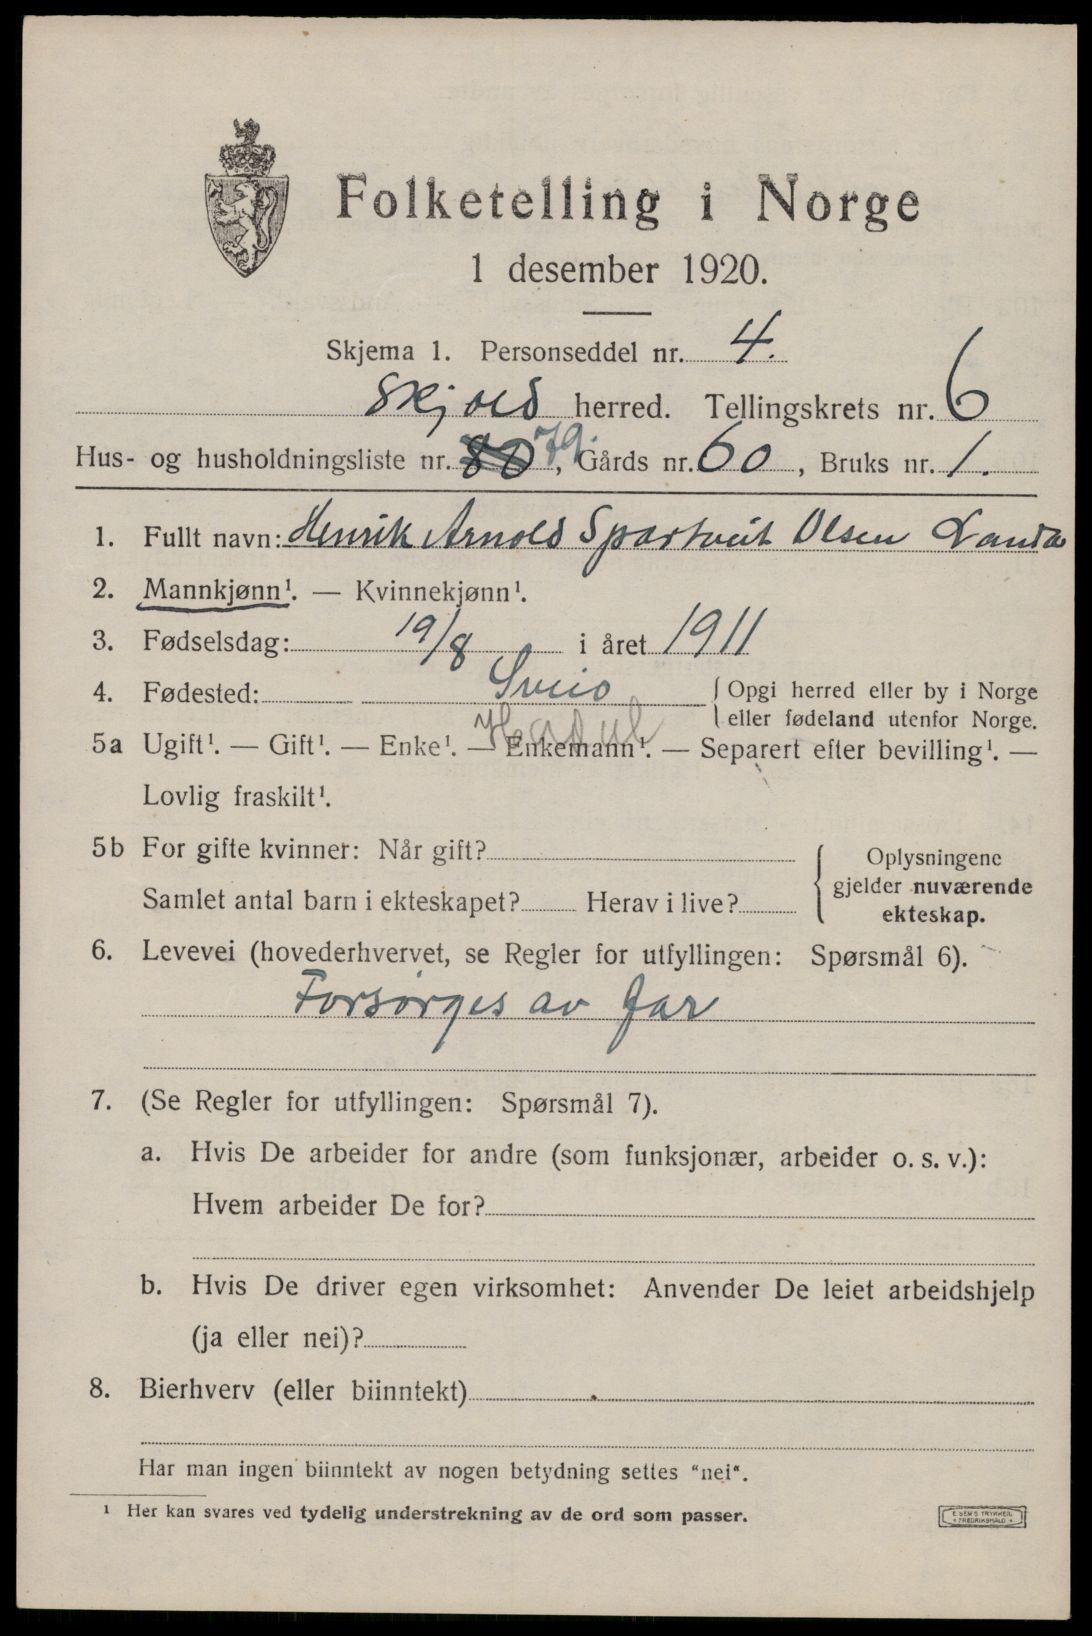 Folketelling i Norge
1 desember 1920.
Skjema 1. Personseddel nr. 4.
Skjold herred. Tellingskrets nr. 6
Hus- og husholdningsliste nr. 80 79., Gårds nr. 60, Bruks nr. 1.
1. Fullt navn: Henrik Arnold Spartveit Olsen Landa
2. Mannkjønn¹. — Kvinnekjønn¹.
3. Fødselsdag: 19/8 i året 1911
4. Fødested: Sveio { Opgi herred eller by i Norge
eller fødeland utenfor Norge.
5a Ugift¹. — Gift¹. — Enke¹. — Enkemann¹. — Separert efter bevilling¹. —
Lovlig fraskilt¹.
5b For gifte kvinner: Når gift?
Samlet antal barn i ekteskapet? Herav i live?
{ Oplysningene
gjelder nuværende
ekteskap.
6. Levevei (hovederhvervet, se Regler for utfyllingen: Spørsmål 6).
Forsørges av far
7. (Se Regler for utfyllingen: Spørsmål 7).
a. Hvis De arbeider for andre (som funksjonær, arbeider o. s. v.):
Hvem arbeider De for?
b. Hvis De driver egen virksomhet: Anvender De leiet arbeidshjelp
(ja eller nei)?
8. Bierhverv (eller biinntekt)
Har man ingen biinntekt av nogen betydning settes "nei".
¹ Her kan svares ved tydelig understrekning av de ord som passer.
E. SEM'S TRYKKERI
FREDRIKSHALD